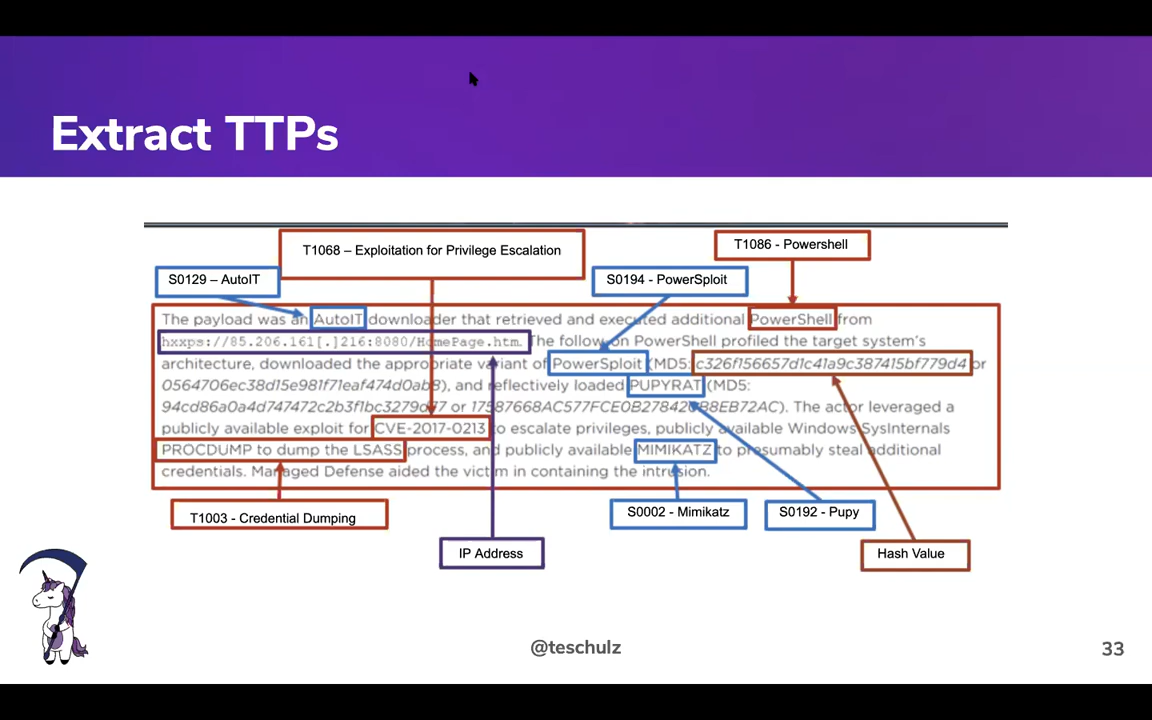 Extract TTPs
T1068 – Exploitation for Privilege Escalation
T1086 - Powershell
S0129 – AutoIT
S0194 - PowerSploit
The payload was an AutoIT downloader that retrieved and executed additional PowerShell from
hxxps://85.206.161[.]216:8080/HomePage.htm. The follow-on PowerShell profiled the target system's
architecture, downloaded the appropriate variant of PowerSploit (MD5: c326f156657d1c41a9c387415bf779d4 or
0564706ec38d15e981f71eaf474d0ab8), and reflectively loaded PUPYRAT (MD5:
94cd86a0a4d747472c2b3f1bc3279d77 or 17587668AC577FCE0B278420B8EB72AC). The actor leveraged a
publicly available exploit for CVE-2017-0213 to escalate privileges, publicly available Windows SysInternals
PROCDUMP to dump the LSASS process, and publicly available MIMIKATZ to presumably steal additional
credentials. Managed Defense aided the victim in containing the intrusion.
T1003 - Credential Dumping
S0002 - Mimikatz
S0192 - Pupy
IP Address
Hash Value
@teschulz
33